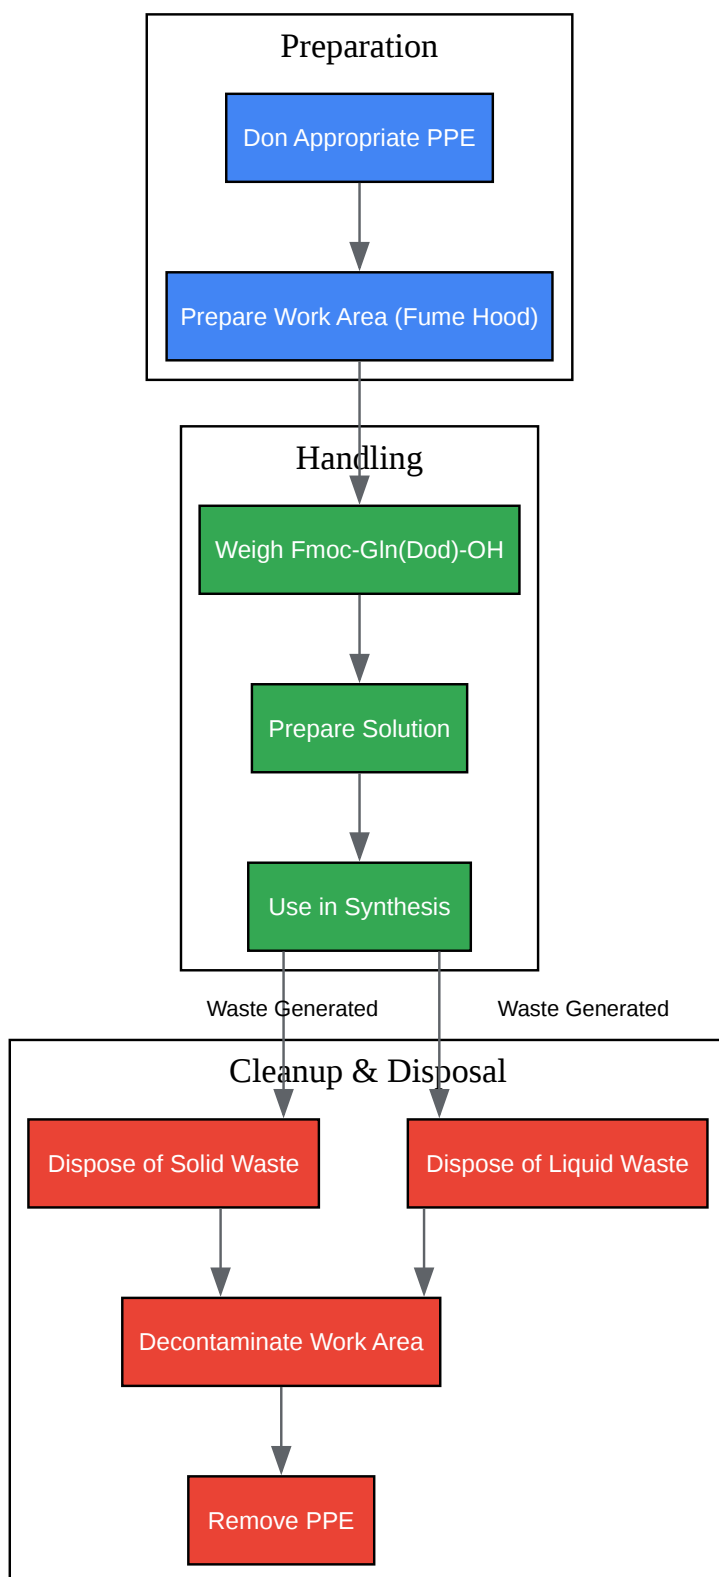 Preparation
Don Appropriate PPE
Prepare Work Area (Fume Hood)
Handling
Weigh Fmoc-Gln(Dod)-OH
Prepare Solution
Use in Synthesis
Waste Generated
Waste Generated
Cleanup & Disposal
Dispose of Solid Waste
Dispose of Liquid Waste
Decontaminate Work Area
Remove PPE